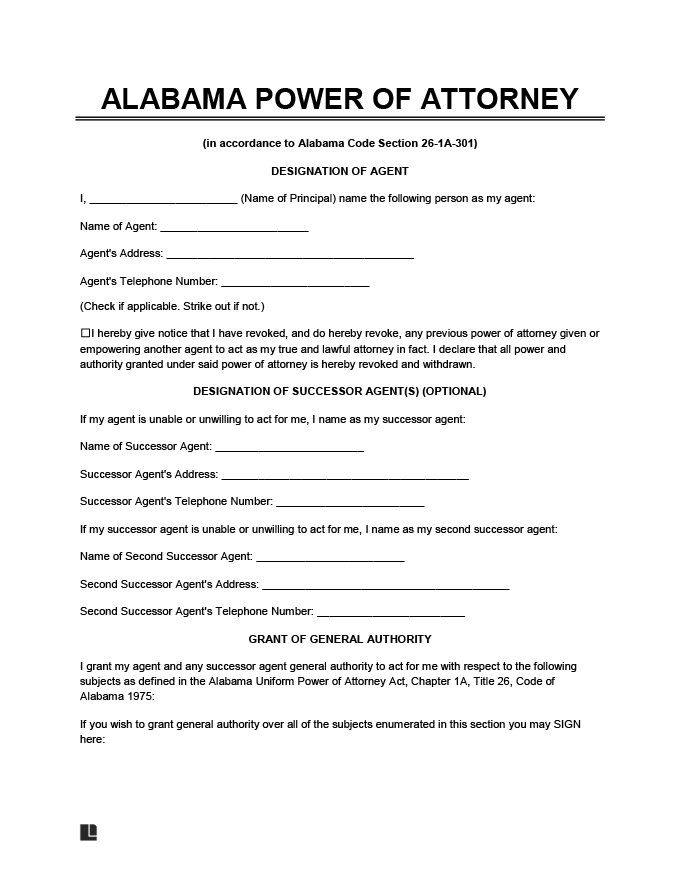 ALABAMA POWER OF ATTORNEY
(in accordance to Alabama Code Section 26-1A-301)
DESIGNATION OF AGENT
I, ________________________ (Name of Principal) name the following person as my agent:
Name of Agent: ________________________
Agent's Address: ________________________________________
Agent's Telephone Number: ________________________
(Check if applicable. Strike out if not.)
☐I hereby give notice that I have revoked, and do hereby revoke, any previous power of attorney given or
empowering another agent to act as my true and lawful attorney in fact. I declare that all power and
authority granted under said power of attorney is hereby revoked and withdrawn.
DESIGNATION OF SUCCESSOR AGENT(S) (OPTIONAL)
If my agent is unable or unwilling to act for me, I name as my successor agent:
Name of Successor Agent: ________________________
Successor Agent's Address: ________________________________________
Successor Agent's Telephone Number: ________________________
If my successor agent is unable or unwilling to act for me, I name as my second successor agent:
Name of Second Successor Agent: ________________________
Second Successor Agent's Address: ________________________________________
Second Successor Agent's Telephone Number: ________________________
GRANT OF GENERAL AUTHORITY
I grant my agent and any successor agent general authority to act for me with respect to the following
subjects as defined in the Alabama Uniform Power of Attorney Act, Chapter 1A, Title 26, Code of
Alabama 1975:
If you wish to grant general authority over all of the subjects enumerated in this section you may SIGN
here: